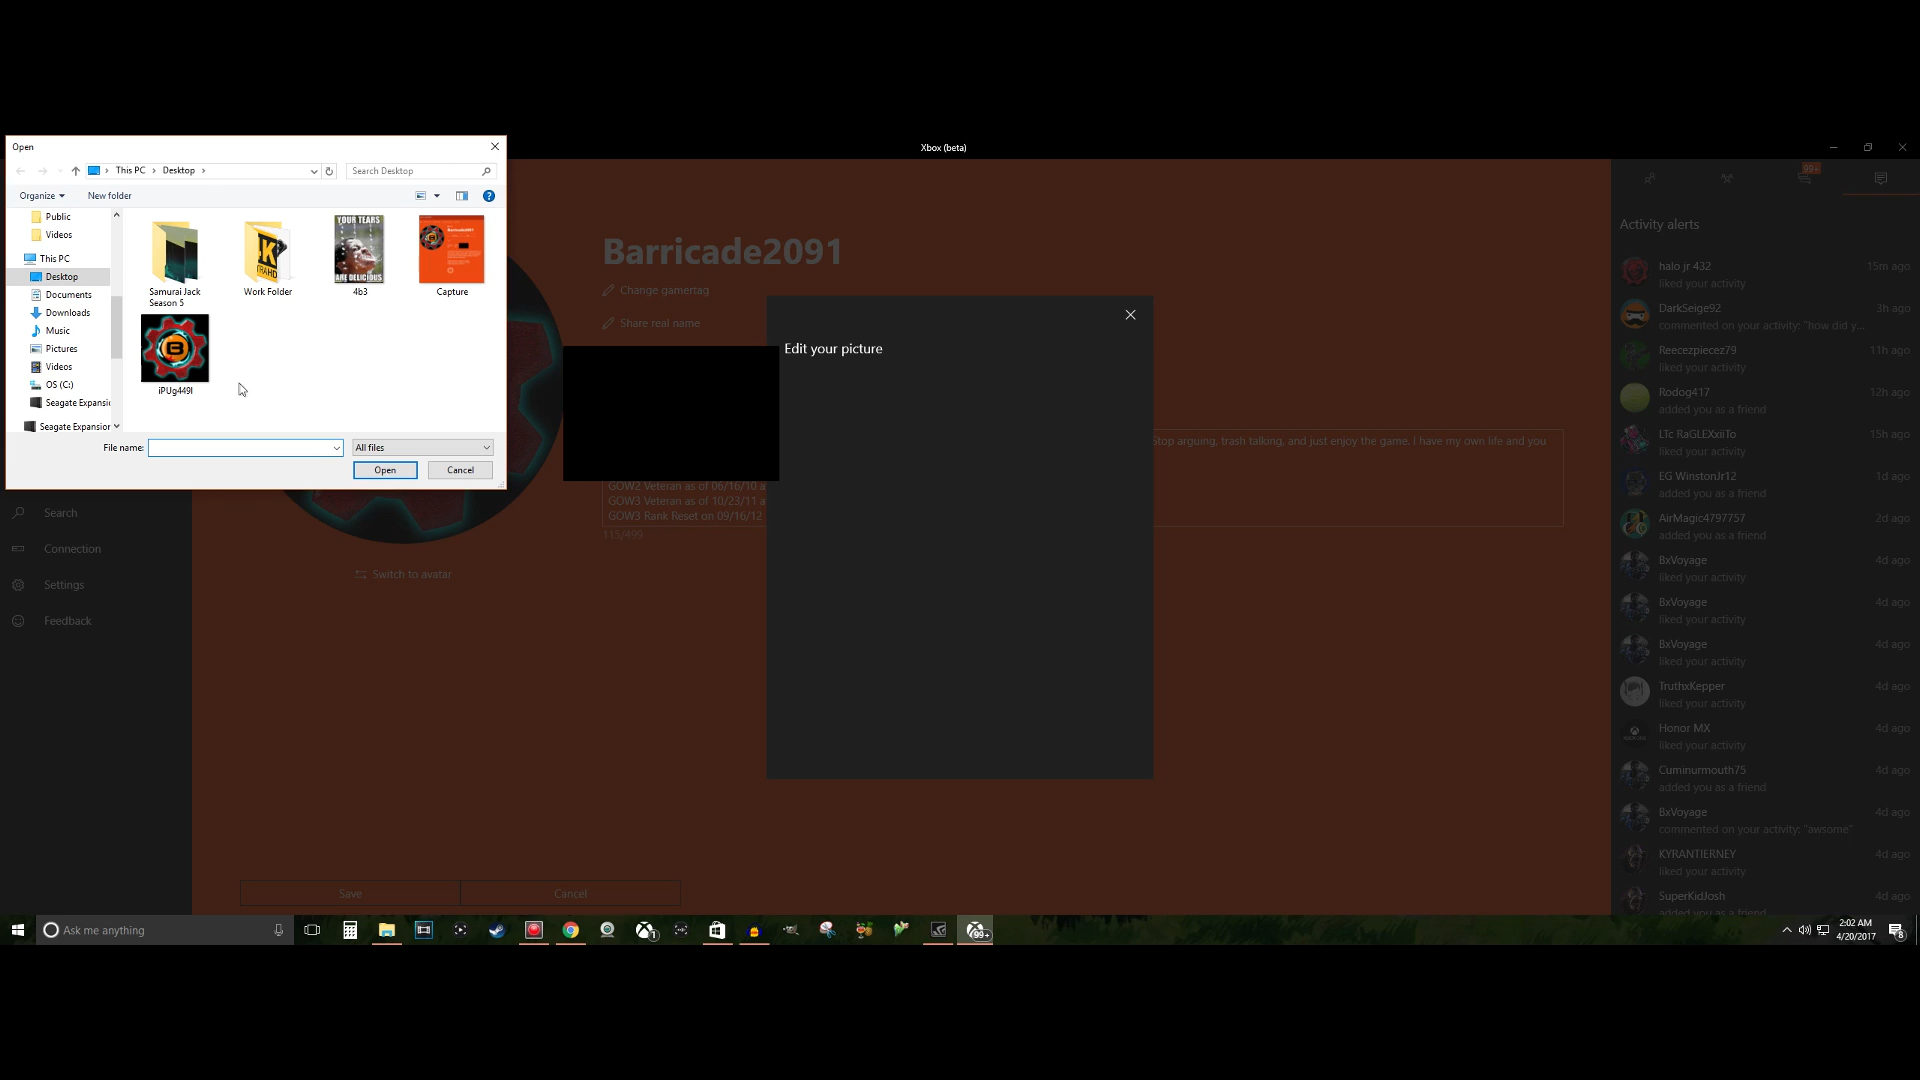 Xbox (beta)
Open
This PC
Desktop
Search Desktop
Organize
New folder
Public
Videos
This PC
Desktop
Documents
Downloads
Music
Pictures
Videos
OS (C:)
Seagate Expansi
Seagate Expansion
Samurai Jack
Season 5
Work Folder
YOUR TEARS
ARE DELICIOUS
4b3
Capture
iPUg449l
File name:
All files
Open
Cancel
Search
Connection
Settings
Feedback
Barricade2091
Change gamertag
Share real name
Edit your picture
Stop arguing, trash talking, and just enjoy the game. I have my own life and you
GOW2 Veteran as of 06/16/10 a
GOW3 Veteran as of 10/23/11 a
GOW3 Rank Reset on 09/16/12
115/499
Switch to avatar
Save
Cancel
99+
Activity alerts
halo jr 432 15m ago
liked your activity
DarkSeige92 3h ago
commented on your activity: "how did y...
Reecezpiecez79 11h ago
liked your activity
Rodog417 12h ago
added you as a friend
LTc RaGLEXxiiTo 15h ago
liked your activity
EG WinstonJr12 1d ago
added you as a friend
AirMagic4797757 2d ago
added you as a friend
BxVoyage 4d ago
liked your activity
BxVoyage 4d ago
liked your activity
BxVoyage 4d ago
liked your activity
TruthxKepper 4d ago
liked your activity
Honor MX 4d ago
liked your activity
Cuminurmouth75 4d ago
added you as a friend
BxVoyage 4d ago
commented on your activity: "awsome"
KYRANTIERNEY 4d ago
liked your activity
SuperKidJosh 4d ago
added you as a friend
Ask me anything
1
99+
2:02 AM
4/20/2017
8